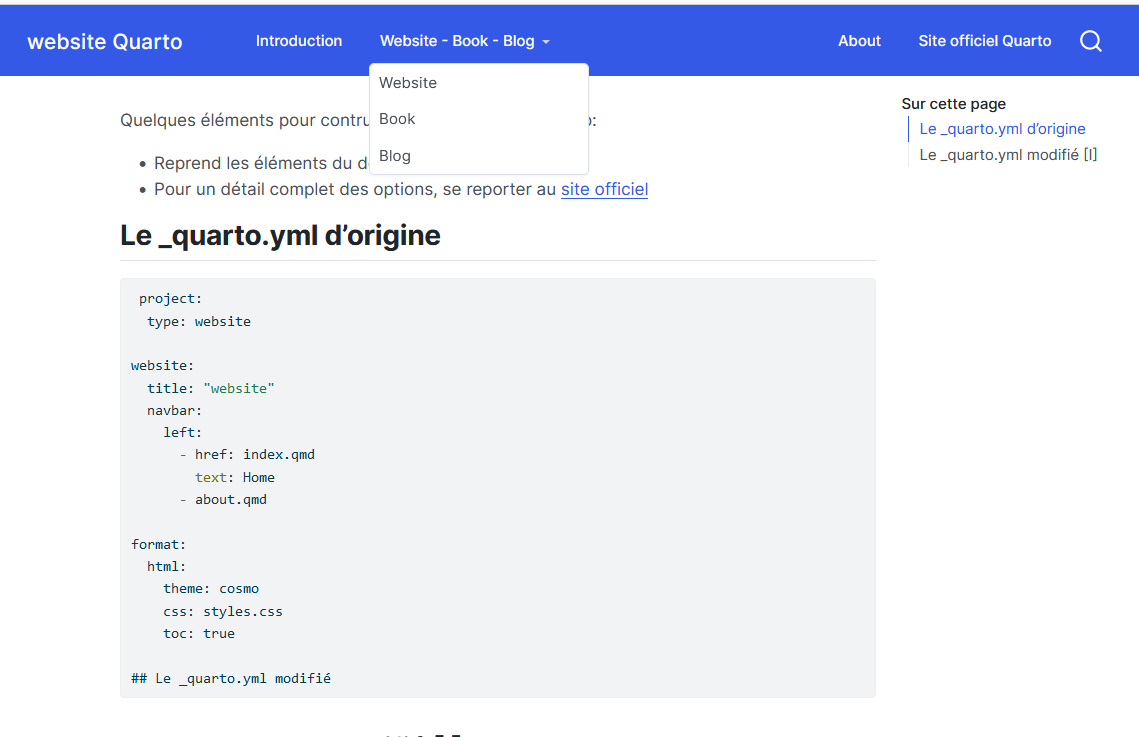 website Quarto
Introduction
Website - Book - Blog
About
Site officiel Quarto
Website
Book
Blog
Quelques éléments pour contru
:
Reprend les éléments du d
Pour un détail complet des options, se reporter au site officiel
Sur cette page
Le _quarto.yml d’origine
Le _quarto.yml modifié [I]
Le _quarto.yml d’origine
project:
type: website
website:
title: "website"
navbar:
left:
- href: index.qmd
text: Home
- about.qmd
format:
html:
theme: cosmo
css: styles.css
toc: true
## Le _quarto.yml modifié